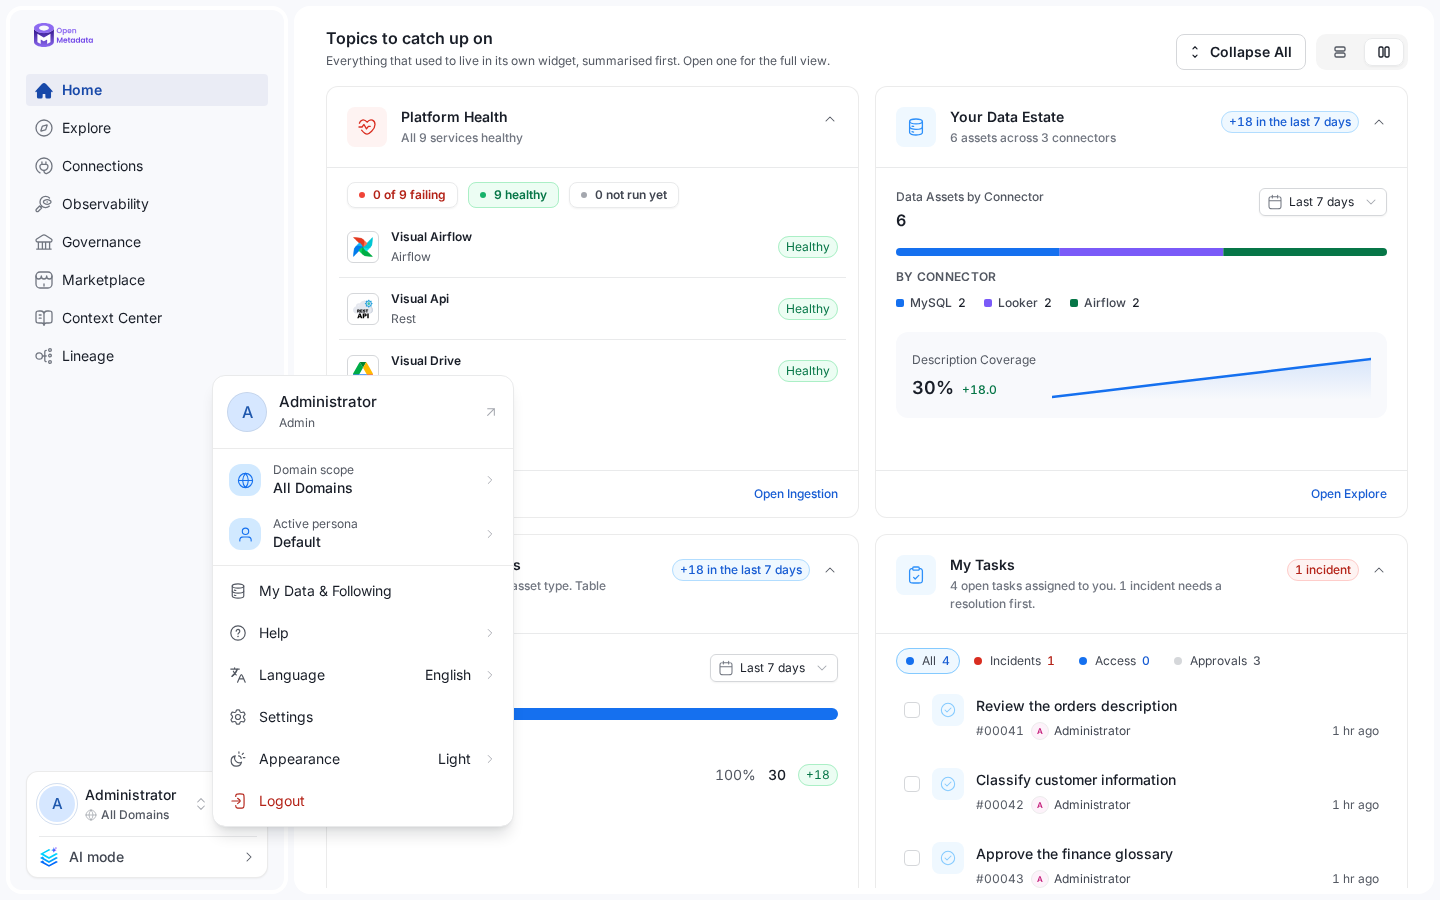 Open
Metadata
Home
Explore
Connections
Observability
Governance
Marketplace
Context Center
Lineage
Topics to catch up on
Everything that used to live in its own widget, summarised first. Open one for the full view.
Collapse All
Platform Health
All 9 services healthy
0 of 9 failing
9 healthy
0 not run yet
Visual Airflow
Airflow
Healthy
REST
API
Visual Api
Rest
Healthy
Visual Drive
Healthy
Open Ingestion
Your Data Estate
6 assets across 3 connectors
+18 in the last 7 days
Data Assets by Connector
6
Last 7 days
BY CONNECTOR
MySQL 2 Looker 2 Airflow 2
Description Coverage
30% +18.0
Open Explore
A
Administrator
Admin
Domain scope
All Domains
Active persona
Default
My Data & Following
Help
Language English
Settings
Appearance Light
Logout
s
asset type. Table
+18 in the last 7 days
Last 7 days
100% 30 +18
My Tasks
4 open tasks assigned to you. 1 incident needs a
resolution first.
1 incident
All 4 Incidents 1 Access 0 Approvals 3
Review the orders description
#00041 A Administrator 1 hr ago
Classify customer information
#00042 A Administrator 1 hr ago
Approve the finance glossary
#00043 A Administrator 1 hr ago
A
Administrator
All Domains
AI mode